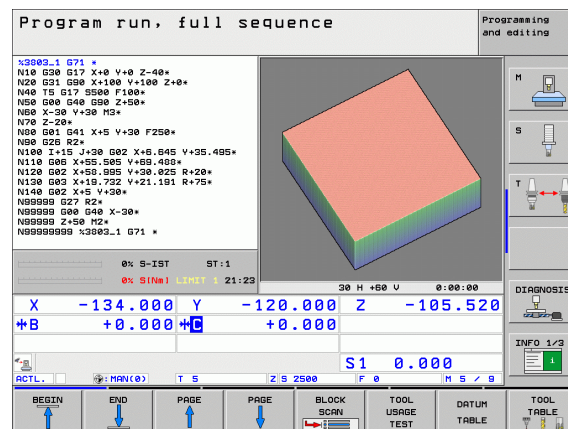 Program run, full sequence
Programming
and editing
%3803_1 G71 *
N10 G30 G17 X+0 Y+0 Z-40*
N20 G31 G90 X+100 Y+100 Z+0*
N40 T5 G17 S500 F100*
N50 G00 G40 G90 Z+50*
N60 X-30 Y+30 M3*
N70 Z-20*
N80 G01 G41 X+5 Y+30 F250*
N90 G26 R2*
N100 I+15 J+30 G02 X+6.645 Y+35.495*
N110 G06 X+55.505 Y+69.488*
N120 G02 X+58.995 Y+30.025 R+20*
N130 G03 X+19.732 Y+21.191 R+75*
N140 G02 X+5 Y+30*
N99999 G27 R2*
N99999 G00 G40 X-30*
N99999 Z+50 M2*
N99999999 %3803_1 G71 *
0% S-IST ST:1
0% S[Nm] LIMIT 1 21:23
30 H +60 V 0:00:00
X -134.000 Y -120.000 Z -105.520
B +0.000 C +0.000
S1 0.000
ACTL. MAN(0) T 5 Z S 2500 F 0 M 5 / 9
M
S
T
DIAGNOSIS
INFO 1/3
BEGIN
END
PAGE
PAGE
BLOCK
SCAN
TOOL
USAGE
TEST
DATUM
TABLE
TOOL
TABLE